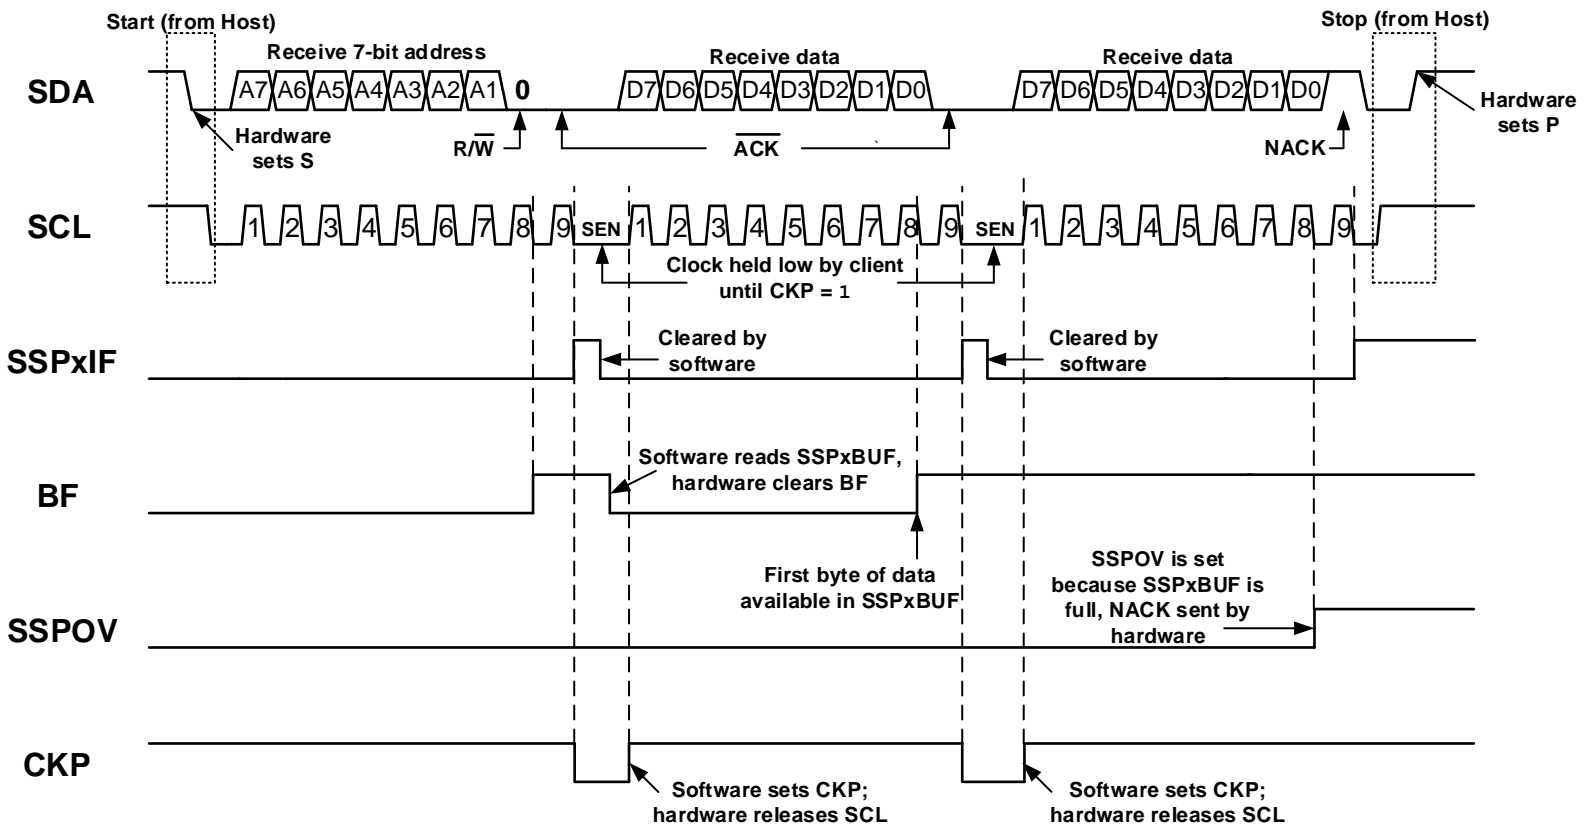 Start (from Host)
Stop (from Host)
Receive 7-bit address
Receive data
Receive data
SDA
A7 A6 A5 A4 A3 A2 A1 0
D7 D6 D5 D4 D3 D2 D1 D0
D7 D6 D5 D4 D3 D2 D1 D0
Hardware
sets S
R/W
ACK
NACK
Hardware
sets P
SCL
1 2 3 4 5 6 7 8 9 SEN 1 2 3 4 5 6 7 8 9 SEN 1 2 3 4 5 6 7 8 9
Clock held low by client
until CKP = 1
SSPxIF
Cleared by
software
Cleared by
software
BF
Software reads SSPxBUF,
hardware clears BF
First byte of data
available in SSPxBUF
SSPOV is set
because SSPxBUF is
full, NACK sent by
hardware
SSPOV
CKP
Software sets CKP;
hardware releases SCL
Software sets CKP;
hardware releases SCL